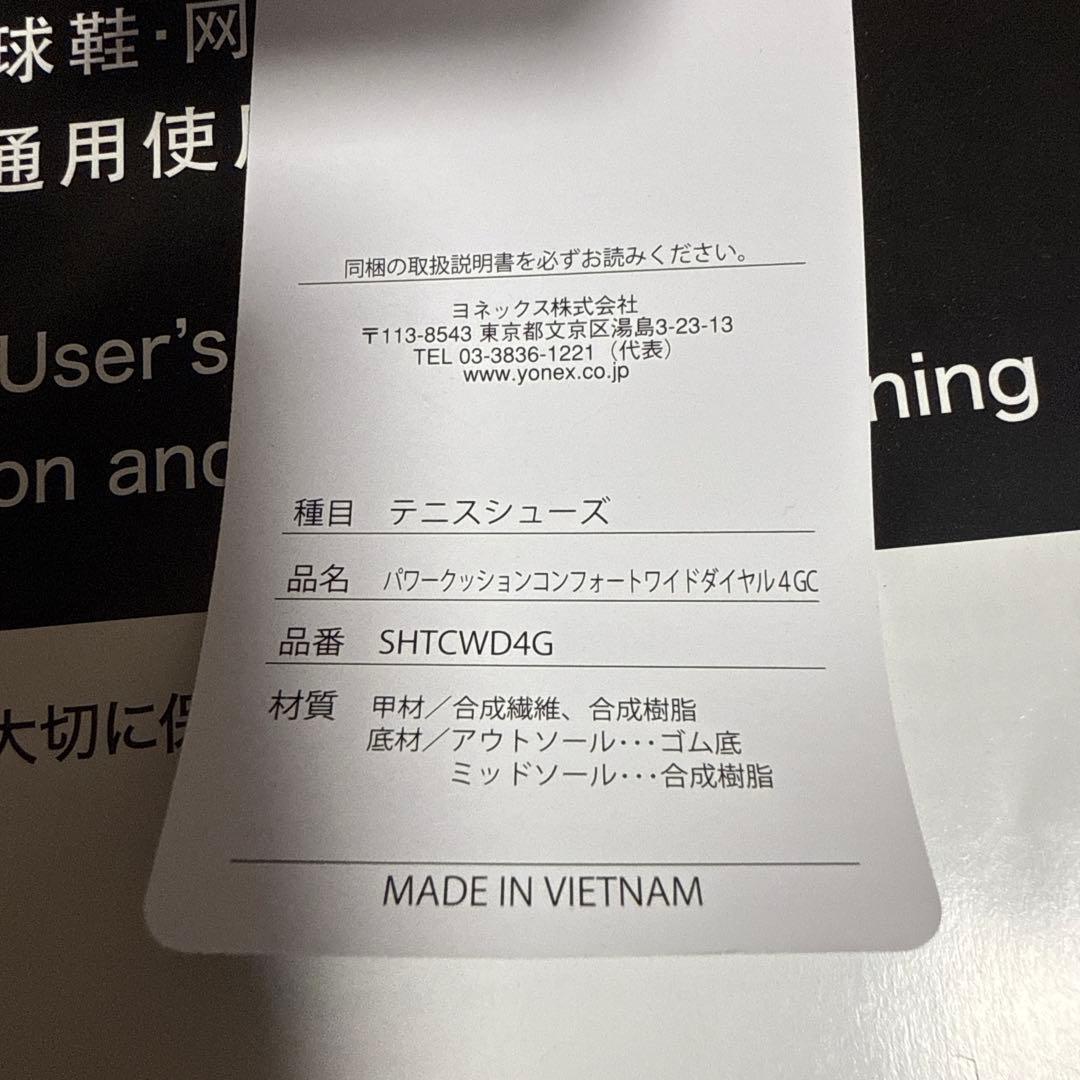 球鞋·网
通用使
User's
on and
ning
大切に保
同梱の取扱説明書を必ずお読みください。
ヨネックス株式会社
〒113-8543 東京都文京区湯島3-23-13
TEL 03-3836-1221（代表）
www.yonex.co.jp
種目 テニスシューズ
品名 パワークッションコンフォートワイドダイヤル4GC
品番 SHTCWD4G
材質 甲材／合成繊維、合成樹脂
底材／アウトソール･･･ゴム底
ミッドソール･･･合成樹脂
MADE IN VIETNAM